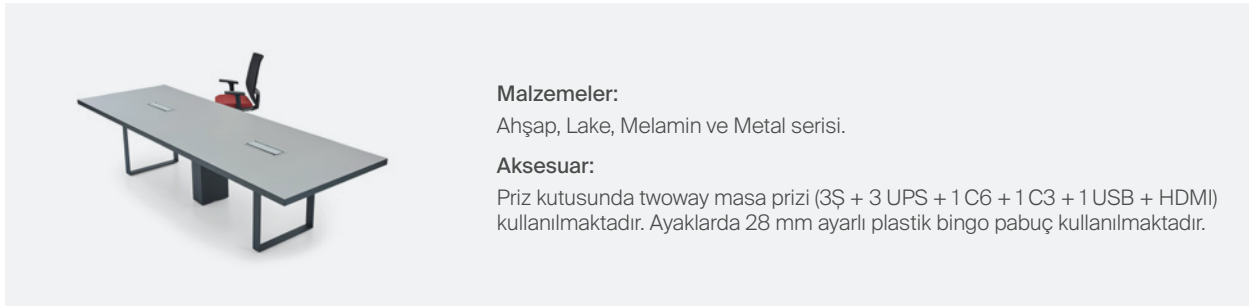 Malzemeler:
Ahşap, Lake, Melamin ve Metal serisi.
Aksesuar:
Priz kutusunda twoway masa prizi (3Ş + 3 UPS + 1 C6 + 1 C3 + 1 USB + HDMI)
kullanılmaktadır. Ayaklarda 28 mm ayarlı plastik bingo pabuç kullanılmaktadır.